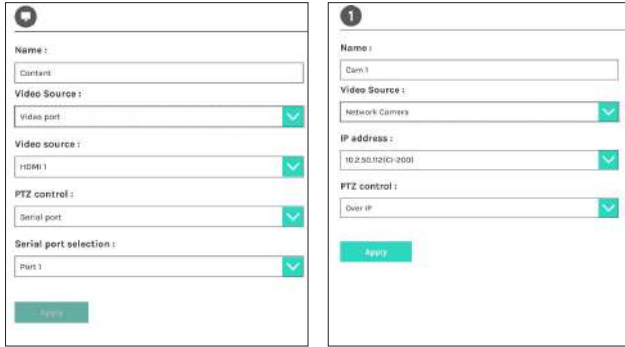 Name :
Content
Video Source :
Video port
Video source :
HDMI 1
PTZ control :
Serial port
Serial port selection :
Port 1
Apply
1
Name :
Cam 1
Video Source :
Network Camera
IP address :
10.2.50.112(CI-200)
PTZ control :
Over IP
Apply